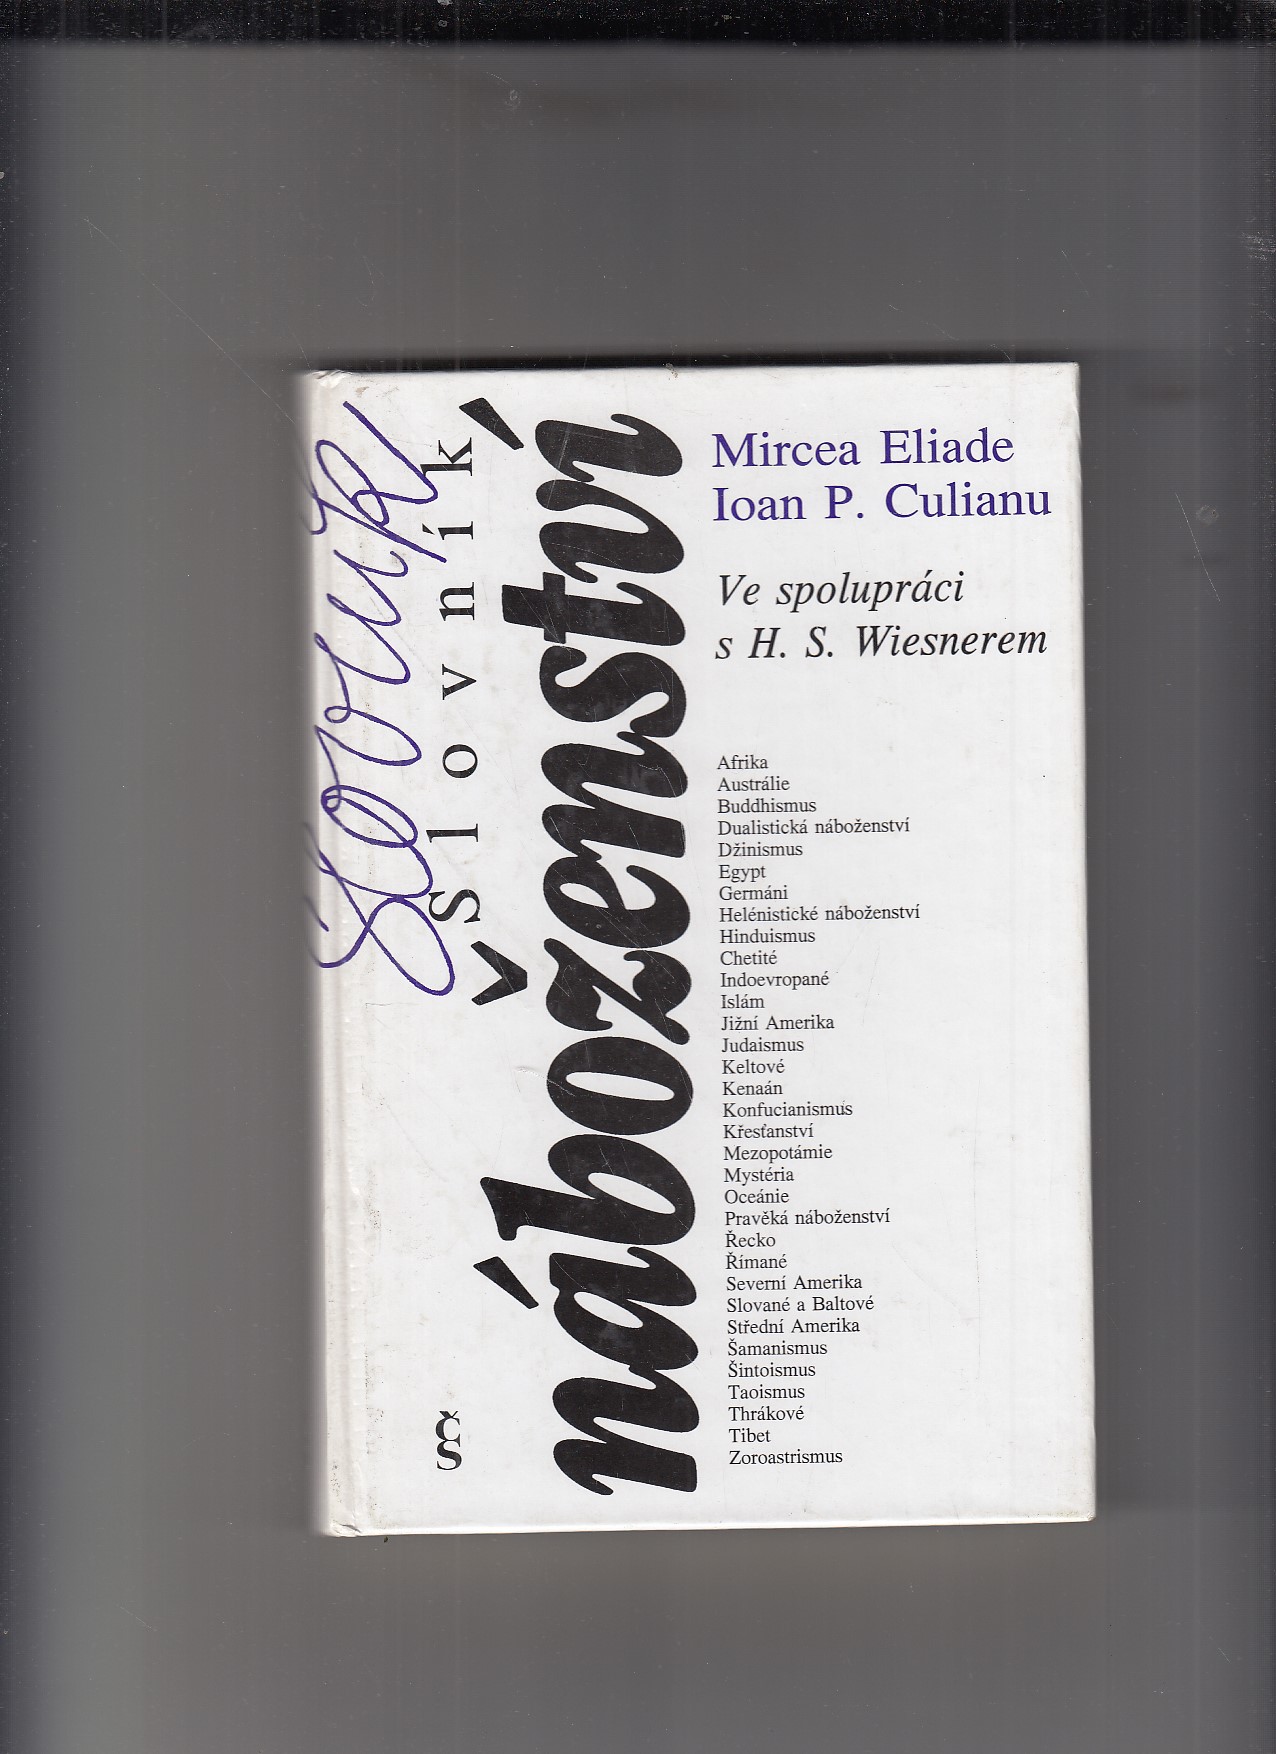 Slovník
Slovník
náboženství
Mircea Eliade
Ioan P. Culianu
Ve spolupráci
s H. S. Wiesnerem
Afrika
Austrálie
Buddhismus
Dualistická náboženství
Džinismus
Egypt
Germáni
Helénistické náboženství
Hinduismus
Chetité
Indoevropané
Islám
Jižní Amerika
Judaismus
Keltové
Kenaán
Konfucianismus
Křesťanství
Mezopotámie
Mystéria
Oceánie
Pravěká náboženství
Řecko
Římané
Severní Amerika
Slované a Baltové
Střední Amerika
Šamanismus
Šintoismus
Taoismus
Thrákové
Tibet
Zoroastrismus
ČS